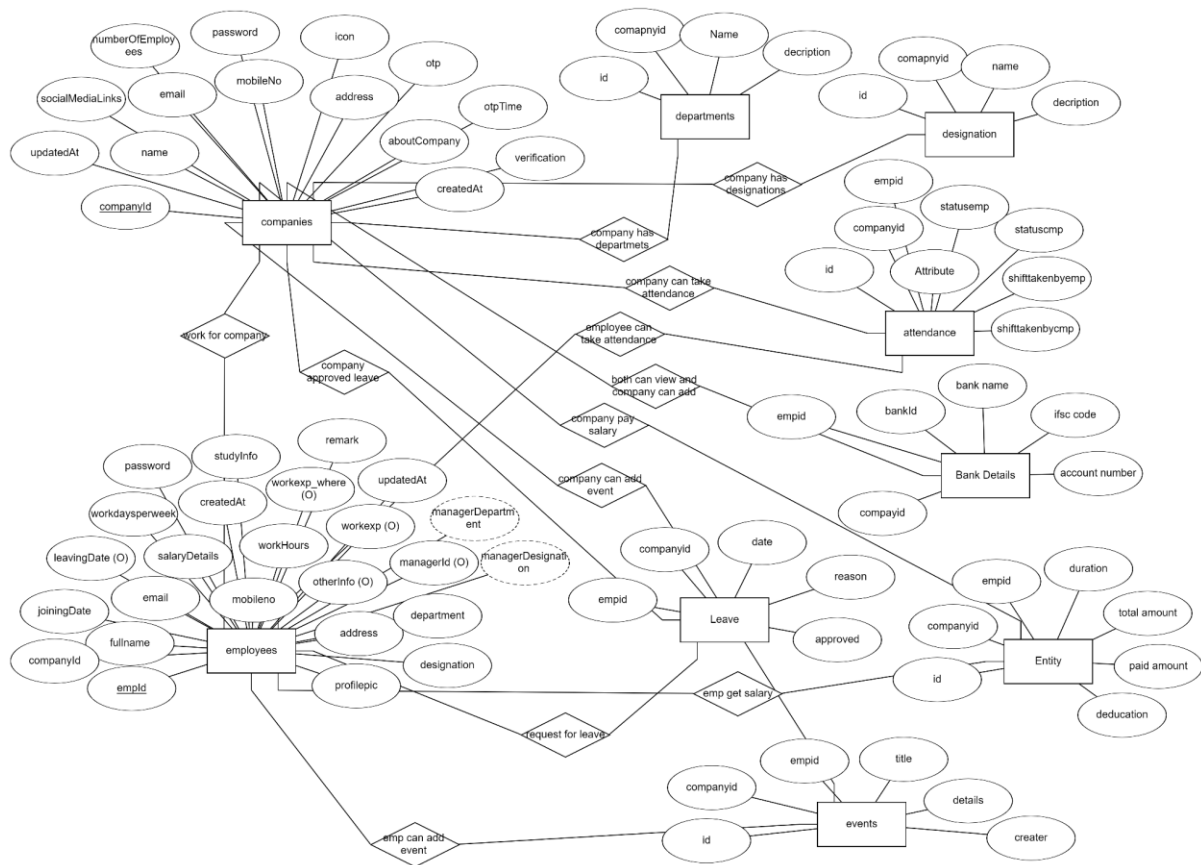 password
icon
numberOfEmploy
ees
otp
mobileNo
email
socialMediaLinks
address
otpTime
aboutCompany
updatedAt
name
verification
createdAt
companyId
companies
comapnyid
Name
id
decription
departments
comapnyid
name
id
decription
designation
company has
designations
company has
departmets
company can take
attendance
empid
statusemp
companyid
statuscmp
id
Attribute
shifttakenbyemp
attendance
shifttakenbycmp
work for company
employee can
take attendance
company
approved leave
both can view and
company can add
company pay
salary
company can add
event
bank name
empid
bankId
ifsc code
Bank Details
account number
compayid
remark
studyInfo
password
workexp_where
(O)
updatedAt
createdAt
managerDepartm
ent
workdaysperweek
workexp (O)
workHours
leavingDate (O)
salaryDetails
managerId (O)
managerDesignati
on
otherInfo (O)
mobileno
email
joiningDate
department
address
fullname
companyId
employees
designation
empId
profilepic
companyid
date
reason
empid
Leave
approved
empid
duration
total amount
companyid
Entity
paid amount
id
deducation
emp get salary
request for leave
empid
title
companyid
details
id
events
creater
emp can add
event